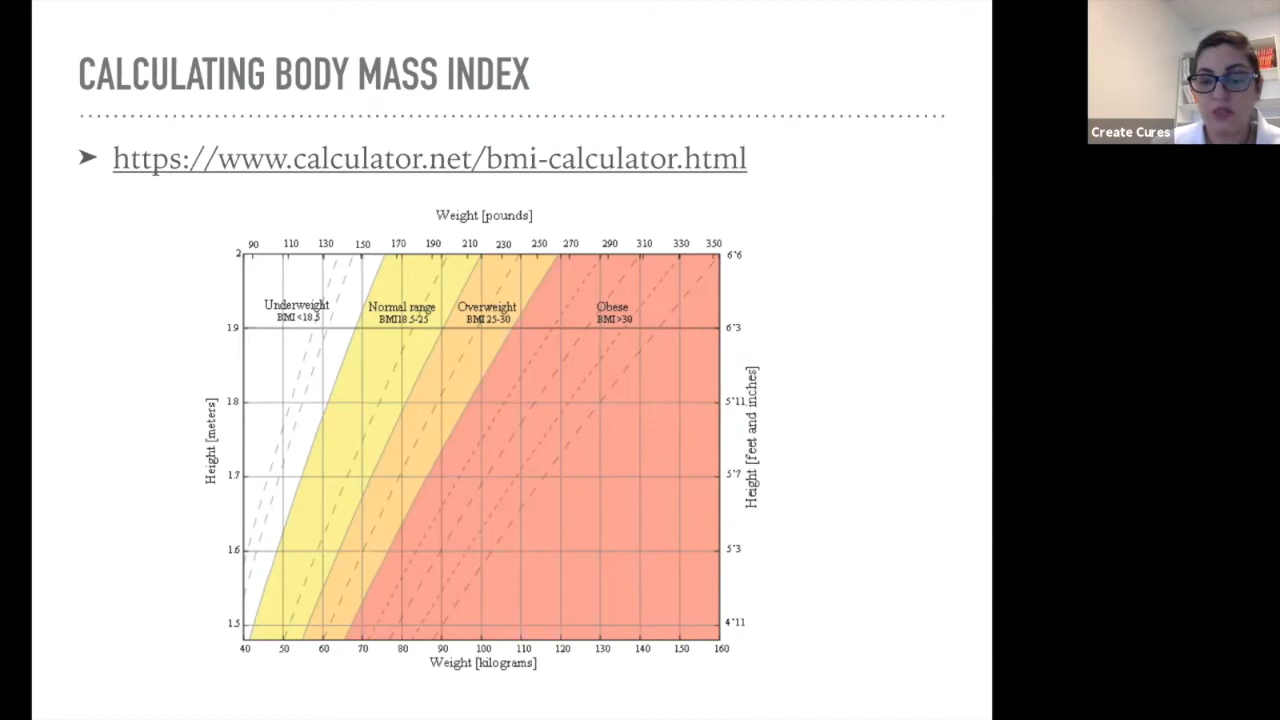 CALCULATING BODY MASS INDEX
➤ https://www.calculator.net/bmi-calculator.html
Create Cures
Weight [pounds]
90 110 130 150 170 190 210 230 250 270 290 310 330 350
2 6'6
Underweight Normal range Overweight Obese
BMI <18.5 BMI 18.5-25 BMI 25-30 BMI >30
1.9 6'3
Height [meters]
1.8 5'11
Height [feet and inches]
1.7 5'7
1.6 5'3
1.5 4'11
40 50 60 70 80 90 100 110 120 130 140 150 160
Weight [kilograms]